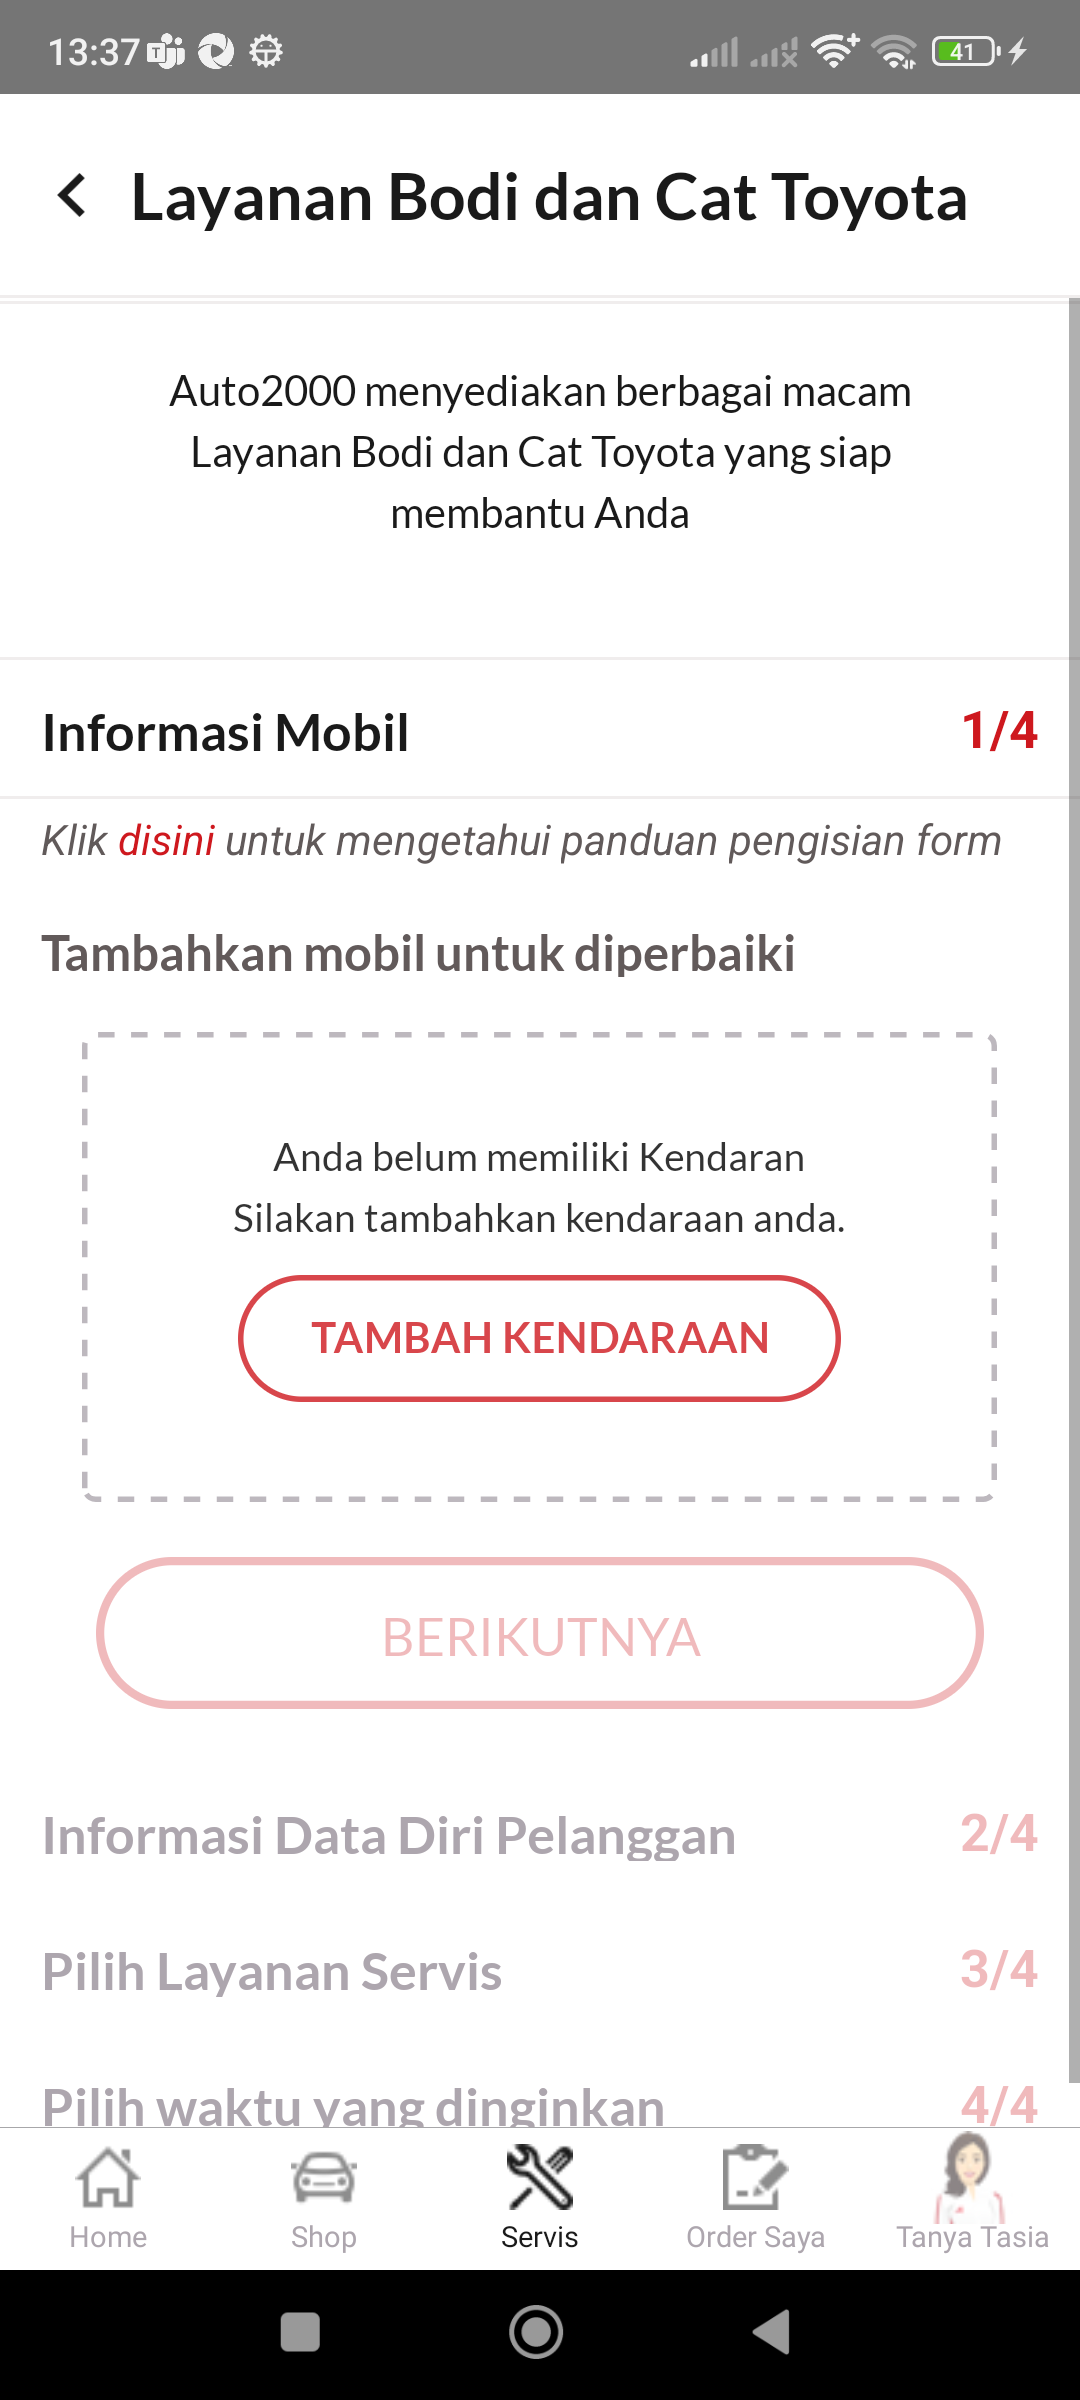 13:37
41
Layanan Bodi dan Cat Toyota
Auto2000 menyediakan berbagai macam
Layanan Bodi dan Cat Toyota yang siap
membantu Anda
Informasi Mobil 1/4
Klik disini untuk mengetahui panduan pengisian form
Tambahkan mobil untuk diperbaiki
Anda belum memiliki Kendaran
Silakan tambahkan kendaraan anda.
TAMBAH KENDARAAN
BERIKUTNYA
Informasi Data Diri Pelanggan 2/4
Pilih Layanan Servis 3/4
Pilih waktu yang dinginkan 4/4
Home Shop Servis Order Saya Tanya Tasia